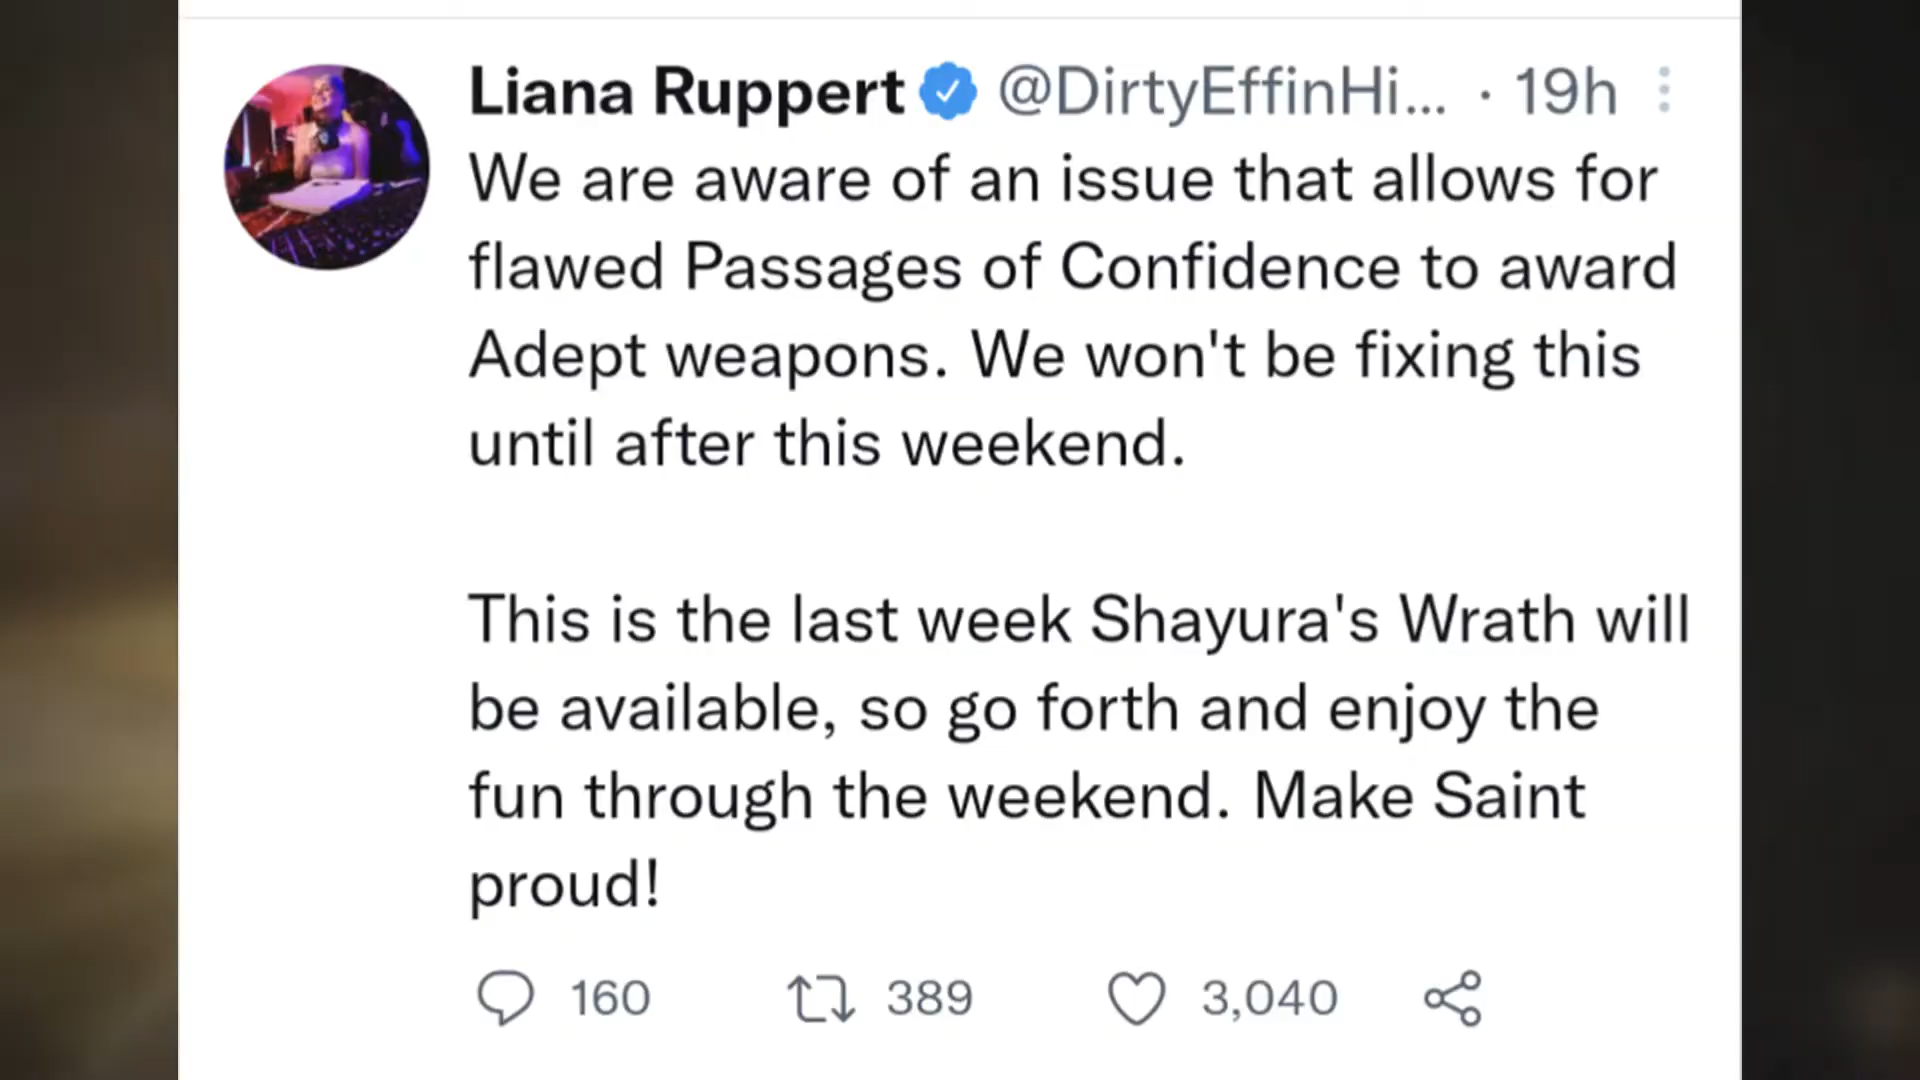 Liana Ruppert @DirtyEffinHi... · 19h
We are aware of an issue that allows for
flawed Passages of Confidence to award
Adept weapons. We won't be fixing this
until after this weekend.
This is the last week Shayura's Wrath will
be available, so go forth and enjoy the
fun through the weekend. Make Saint
proud!
160 389 3,040